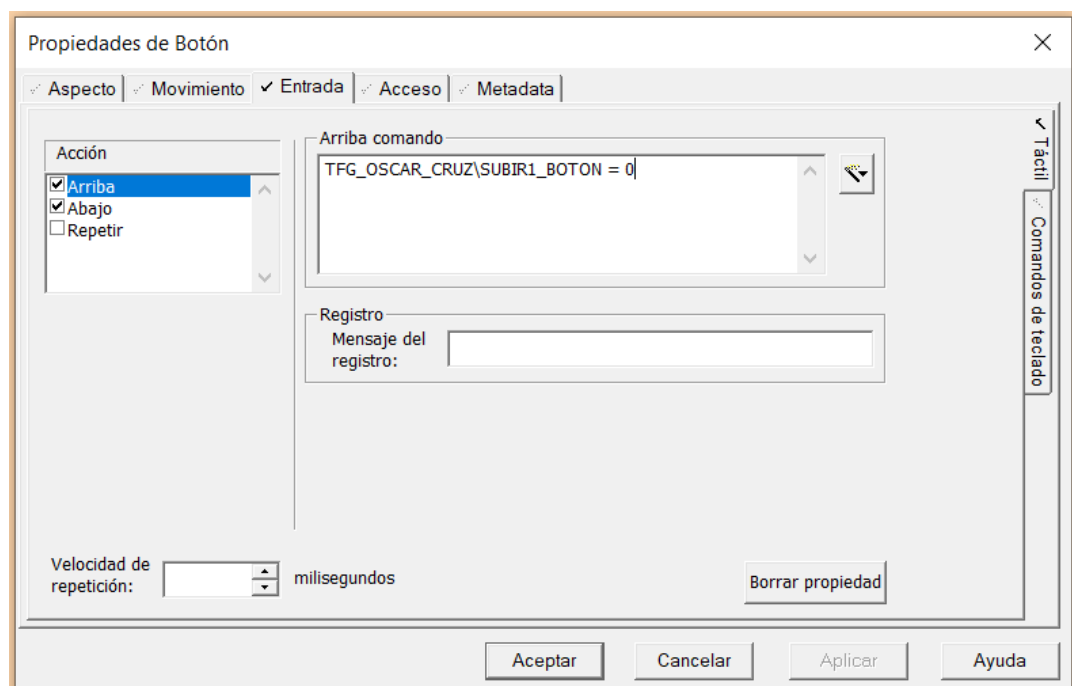 Propiedades de Botón
Aspecto
Movimiento
Entrada
Acceso
Metadata
Acción
Arriba
Abajo
Repetir
Arriba comando
TFG_OSCAR_CRUZ\SUBIR1_BOTON = 0
Registro
Mensaje del
registro:
Táctil
Comandos de teclado
Velocidad de
repetición:
milisegundos
Borrar propiedad
Aceptar
Cancelar
Aplicar
Ayuda